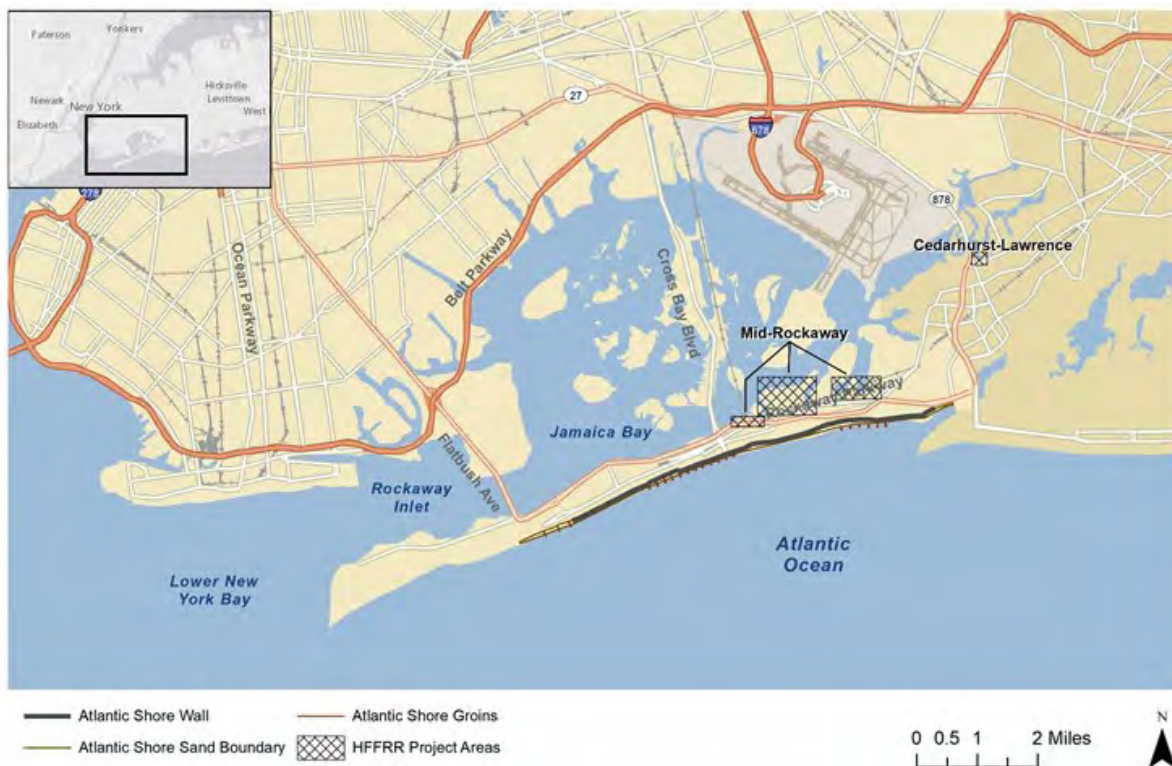 Paterson
Yonkers
Hicksville
Levittown
Newark
New York
West
Elizabeth
27
678
278
878
Cedarhurst-Lawrence
Ocean Parkway
Belt Parkway
Cross Bay Blvd
Mid-Rockaway
Rockaway
Jamaica Bay
Flatbush Ave
Rockaway
Inlet
Atlantic
Ocean
Lower New
York Bay
Atlantic Shore Wall
Atlantic Shore Groins
Atlantic Shore Sand Boundary
HFFRR Project Areas
0 0.5 1 2 Miles
N